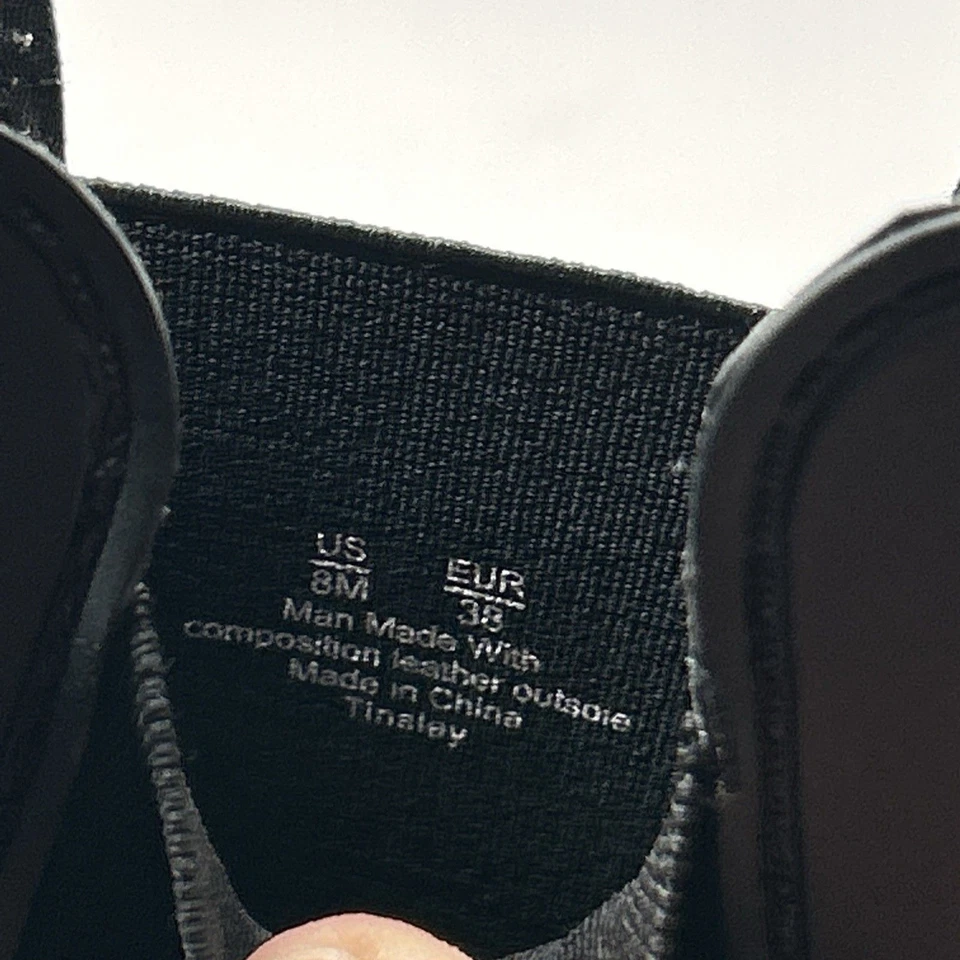 US EUR
8M 38
Man Made With
composition leather outsole
Made in China
Tinalay